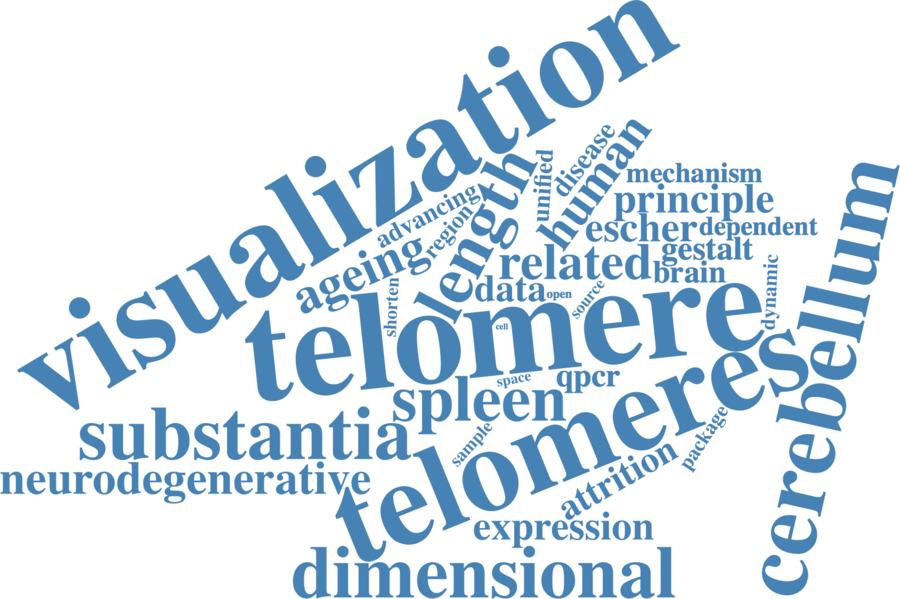 visualization
advancing
region
length
unified
disease
human
mechanism
principle
escher
dependent
gestalt
ageing
related
brain
shorten
data
open
source
dynamic
telomere
cell
cerebellum
space
qpcr
spleen
substantia
telomeres
sample
package
neurodegenerative
attrition
expression
dimensional